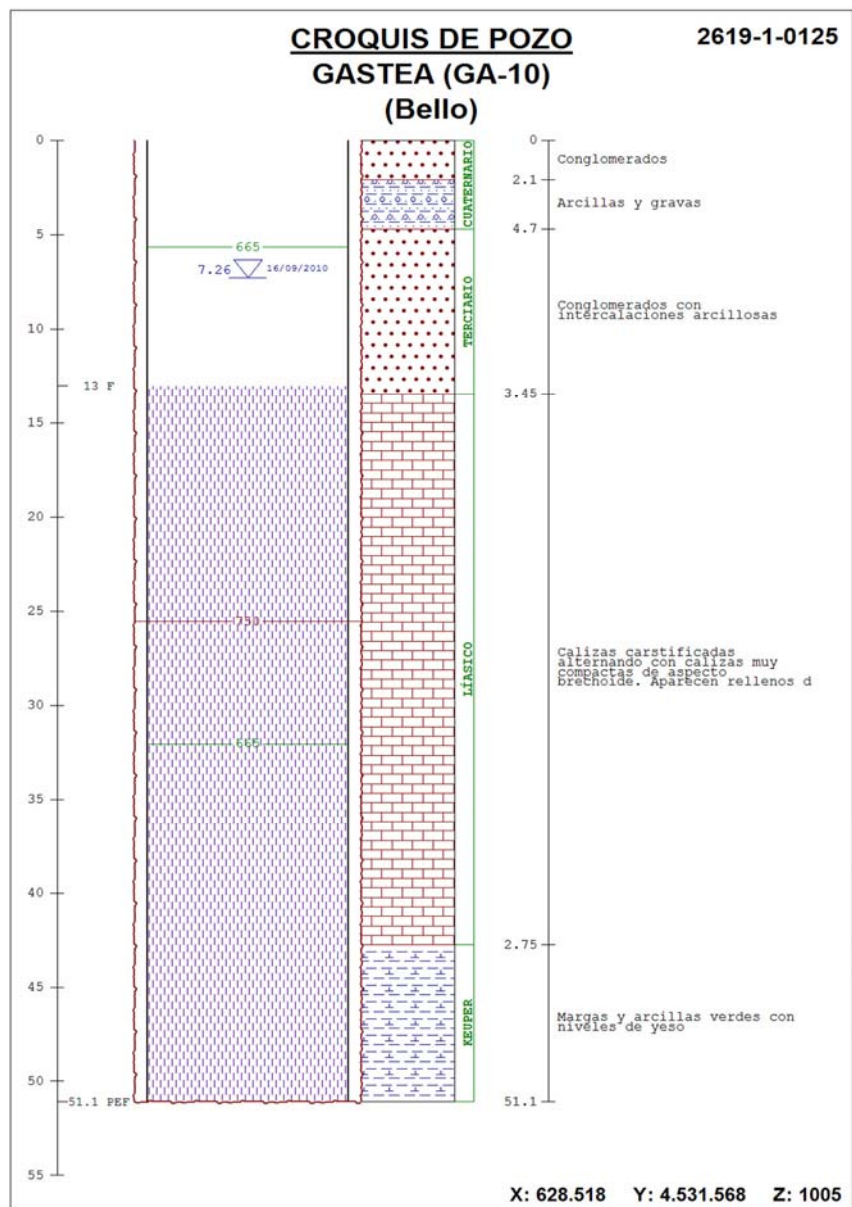 CROQUIS DE POZO
2619-1-0125
GASTEA (GA-10)
(Bello)
0
5
10
13 F
15
20
25
30
35
40
45
50
51.1 PEF
55
665
7.26
16/09/2010
750
665
CUATERNARIO
TERCIARIO
LÍASICO
KEUPER
0
Conglomerados
2.1
Arcillas y gravas
4.7
Conglomerados con
intercalaciones arcillosas
3.45
Calizas carstificadas
alternando con calizas muy
compactas de aspecto
brechoide. Aparecen rellenos d
2.75
Margas y arcillas verdes con
niveles de yeso
51.1
X: 628.518 Y: 4.531.568 Z: 1005